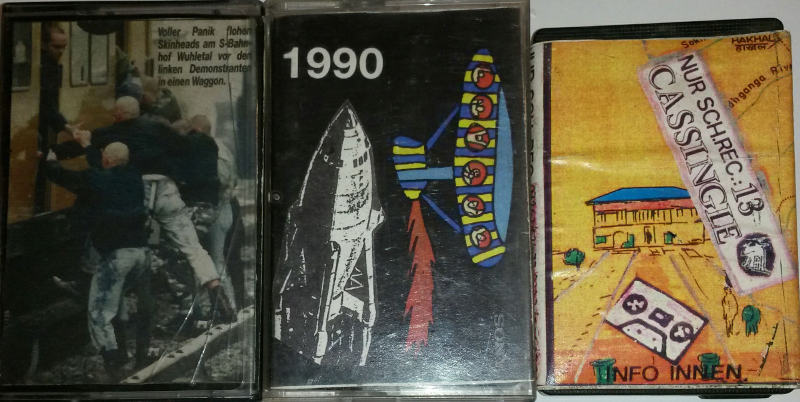 Voller Panik flohen
Skinheads am S-Bahn-
hof Wuhletal vor den
linken Demonstranten
in einen Waggon.
1990
HAKHAL
NUR SCHREC.:13
CASSINGLE
INFO INNEN